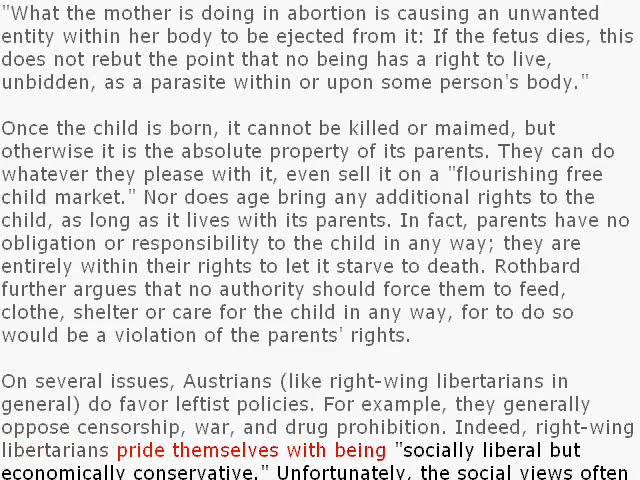 "What the mother is doing in abortion is causing an unwanted
entity within her body to be ejected from it: If the fetus dies, this
does not rebut the point that no being has a right to live,
unbidden, as a parasite within or upon some person's body."
Once the child is born, it cannot be killed or maimed, but
otherwise it is the absolute property of its parents. They can do
whatever they please with it, even sell it on a "flourishing free
child market." Nor does age bring any additional rights to the
child, as long as it lives with its parents. In fact, parents have no
obligation or responsibility to the child in any way; they are
entirely within their rights to let it starve to death. Rothbard
further argues that no authority should force them to feed,
clothe, shelter or care for the child in any way, for to do so
would be a violation of the parents' rights.
On several issues, Austrians (like right-wing libertarians in
general) do favor leftist policies. For example, they generally
oppose censorship, war, and drug prohibition. Indeed, right-wing
libertarians pride themselves with being "socially liberal but
economically conservative." Unfortunately, the social views often